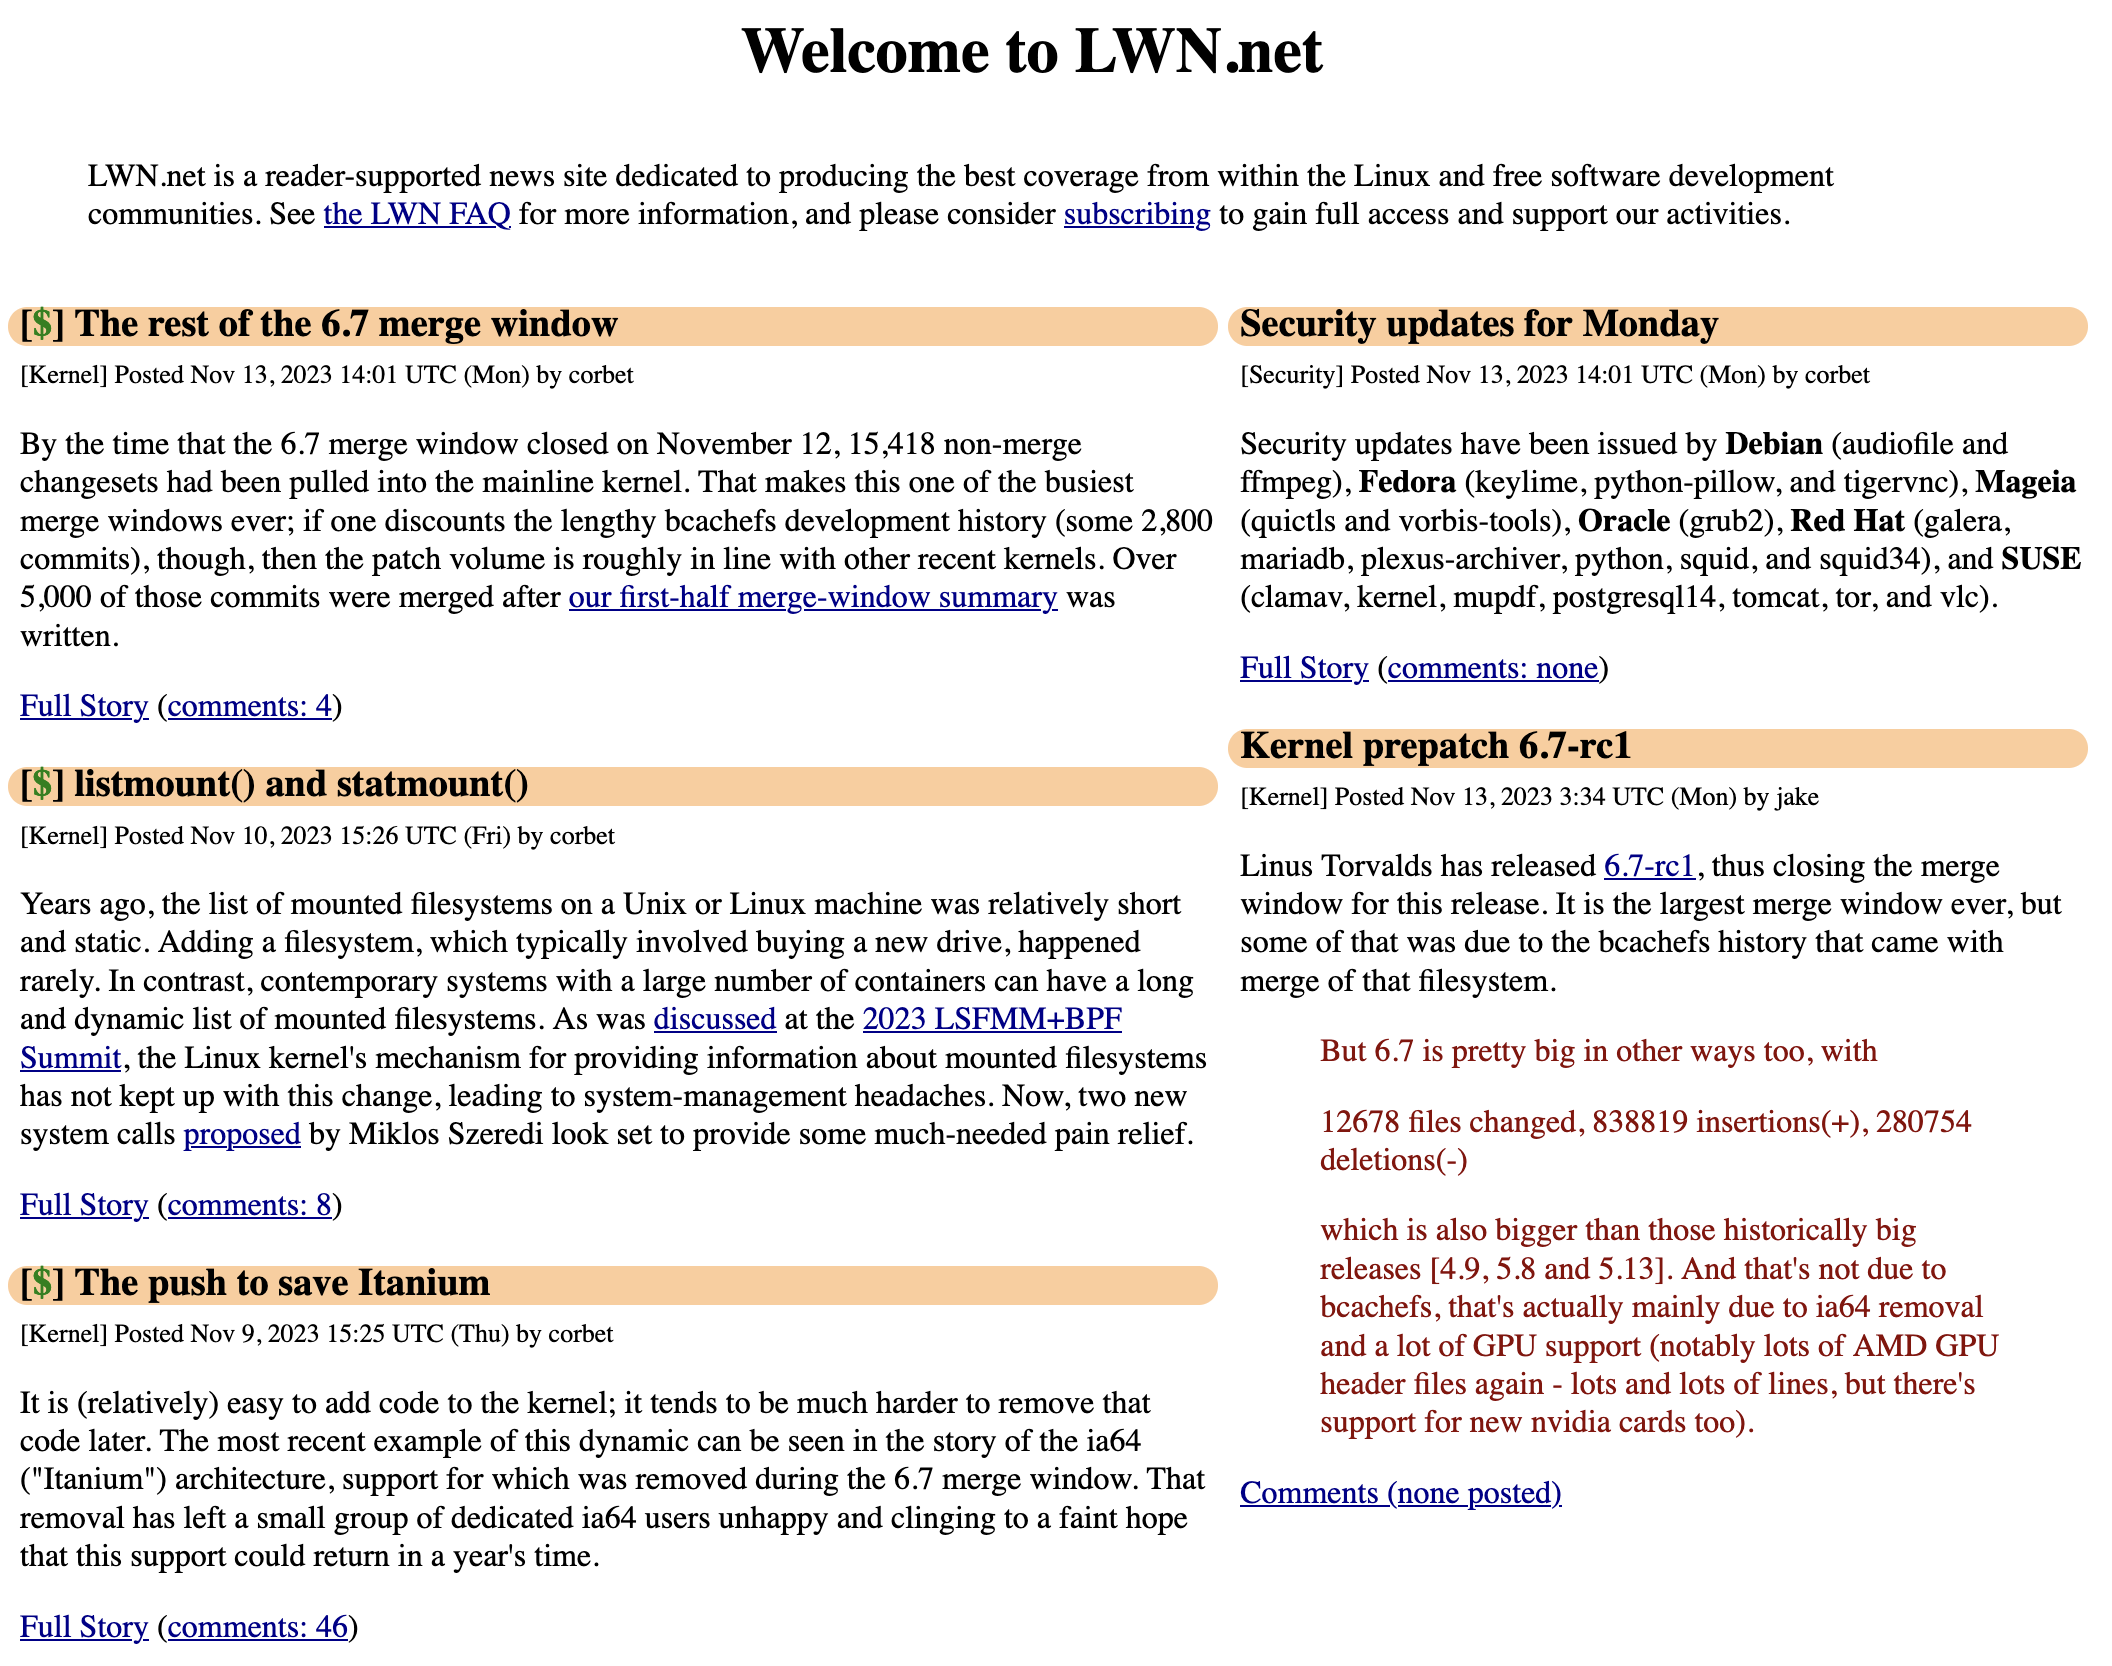 Welcome to LWN.net
LWN.net is a reader-supported news site dedicated to producing the best coverage from within the Linux and free software development
communities. See the LWN FAQ for more information, and please consider subscribing to gain full access and support our activities.
[$] The rest of the 6.7 merge window
[Kernel] Posted Nov 13, 2023 14:01 UTC (Mon) by corbet
By the time that the 6.7 merge window closed on November 12, 15,418 non-merge
changesets had been pulled into the mainline kernel. That makes this one of the busiest
merge windows ever; if one discounts the lengthy bcachefs development history (some 2,800
commits), though, then the patch volume is roughly in line with other recent kernels. Over
5,000 of those commits were merged after our first-half merge-window summary was
written.
Full Story (comments: 4)
[$] listmount() and statmount()
[Kernel] Posted Nov 10, 2023 15:26 UTC (Fri) by corbet
Years ago, the list of mounted filesystems on a Unix or Linux machine was relatively short
and static. Adding a filesystem, which typically involved buying a new drive, happened
rarely. In contrast, contemporary systems with a large number of containers can have a long
and dynamic list of mounted filesystems. As was discussed at the 2023 LSFMM+BPF
Summit, the Linux kernel's mechanism for providing information about mounted filesystems
has not kept up with this change, leading to system-management headaches. Now, two new
system calls proposed by Miklos Szeredi look set to provide some much-needed pain relief.
Full Story (comments: 8)
[$] The push to save Itanium
[Kernel] Posted Nov 9, 2023 15:25 UTC (Thu) by corbet
It is (relatively) easy to add code to the kernel; it tends to be much harder to remove that
code later. The most recent example of this dynamic can be seen in the story of the ia64
("Itanium") architecture, support for which was removed during the 6.7 merge window. That
removal has left a small group of dedicated ia64 users unhappy and clinging to a faint hope
that this support could return in a year's time.
Full Story (comments: 46)
Security updates for Monday
[Security] Posted Nov 13, 2023 14:01 UTC (Mon) by corbet
Security updates have been issued by Debian (audiofile and
ffmpeg), Fedora (keylime, python-pillow, and tigervnc), Mageia
(quictls and vorbis-tools), Oracle (grub2), Red Hat (galera,
mariadb, plexus-archiver, python, squid, and squid34), and SUSE
(clamav, kernel, mupdf, postgresql14, tomcat, tor, and vlc).
Full Story (comments: none)
Kernel prepatch 6.7-rc1
[Kernel] Posted Nov 13, 2023 3:34 UTC (Mon) by jake
Linus Torvalds has released 6.7-rc1, thus closing the merge
window for this release. It is the largest merge window ever, but
some of that was due to the bcachefs history that came with
merge of that filesystem.
But 6.7 is pretty big in other ways too, with
12678 files changed, 838819 insertions(+), 280754
deletions(-)
which is also bigger than those historically big
releases [4.9, 5.8 and 5.13]. And that's not due to
bcachefs, that's actually mainly due to ia64 removal
and a lot of GPU support (notably lots of AMD GPU
header files again - lots and lots of lines, but there's
support for new nvidia cards too).
Comments (none posted)